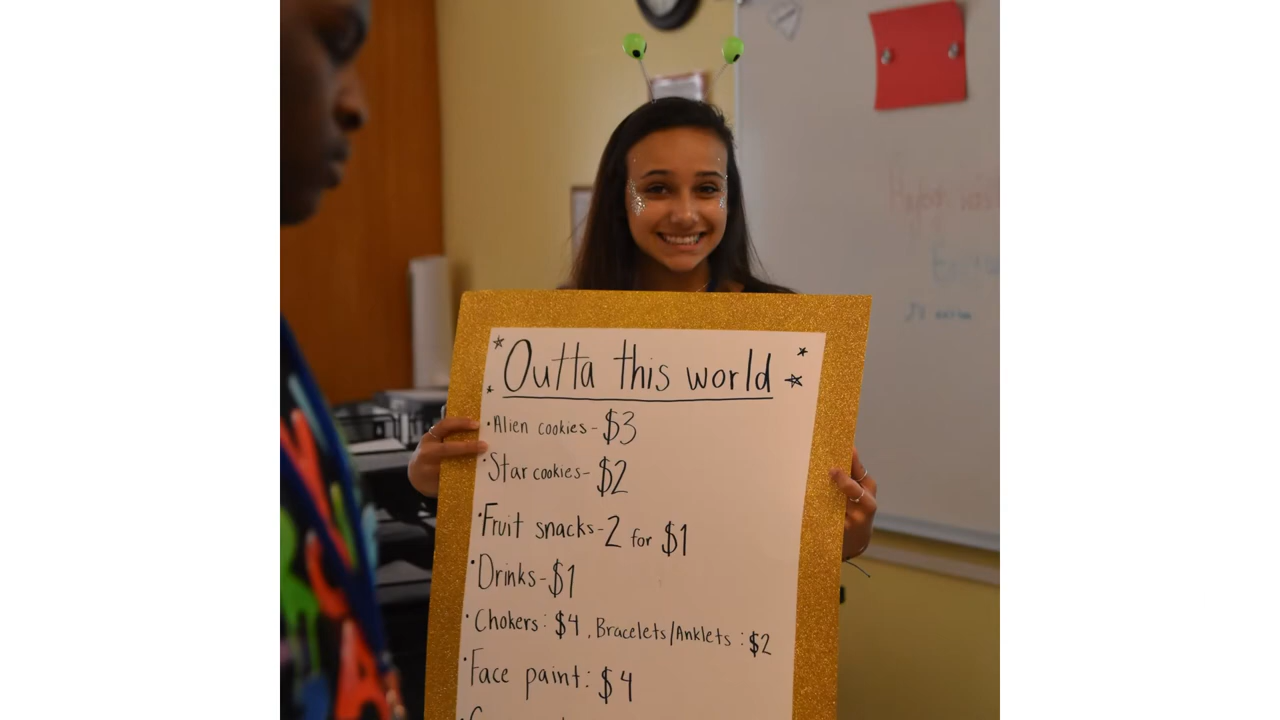 Outta this world
• Alien cookies - $3
• Star cookies - $2
• Fruit snacks - 2 for $1
• Drinks - $1
• Chokers: $4, Bracelets/Anklets: $2
• Face paint: $4